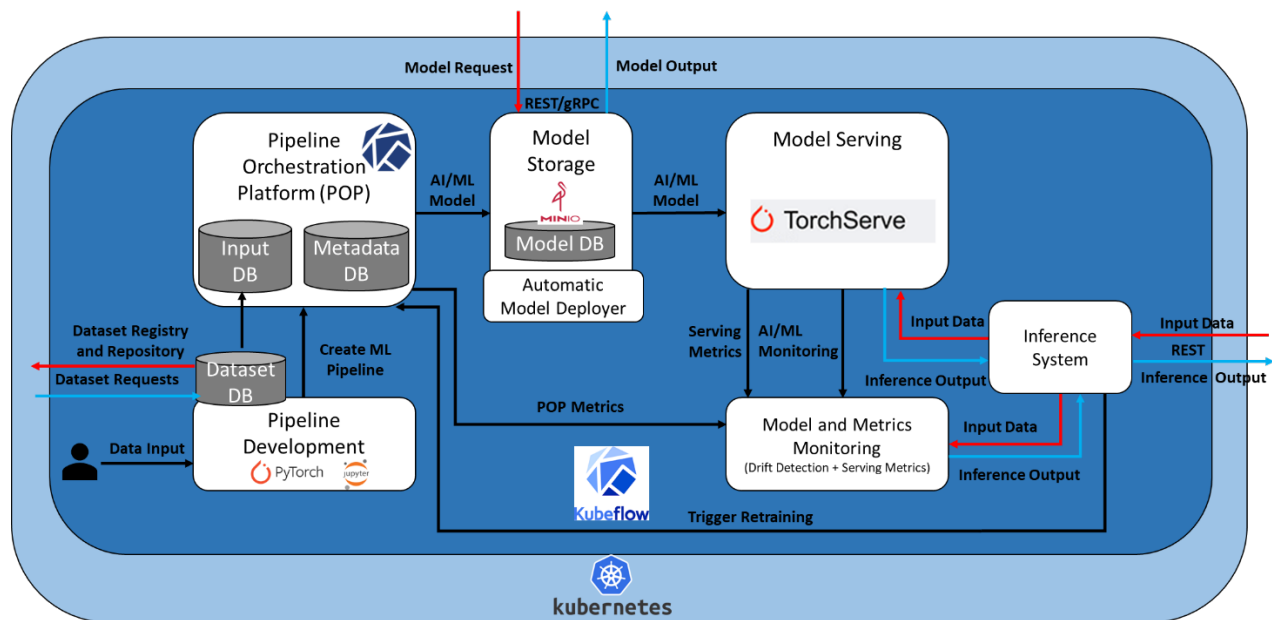 Model Request
Model Output
REST/gRPC
Pipeline
Orchestration
Platform (POP)
Input
DB
Metadada
DB
AI/ML
Model
Model
Storage
MINIO
Model DB
Automatic
Model Deployer
AI/ML
Model
Model Serving
TorchServe
Dataset Registry
and Repository
Dataset Requests
Dataset
DB
Create ML
Pipeline
Serving
Metrics
AI/ML
Monitoring
Input Data
Inference Output
Inference
System
Input Data
REST
Inference Output
Data Input
Pipeline
Development
PyTorch
jupyter
POP Metrics
Model and Metrics
Monitoring
(Drift Detection + Serving Metrics)
Input Data
Inference Output
Kubeflow
Trigger Retraining
kubernetes